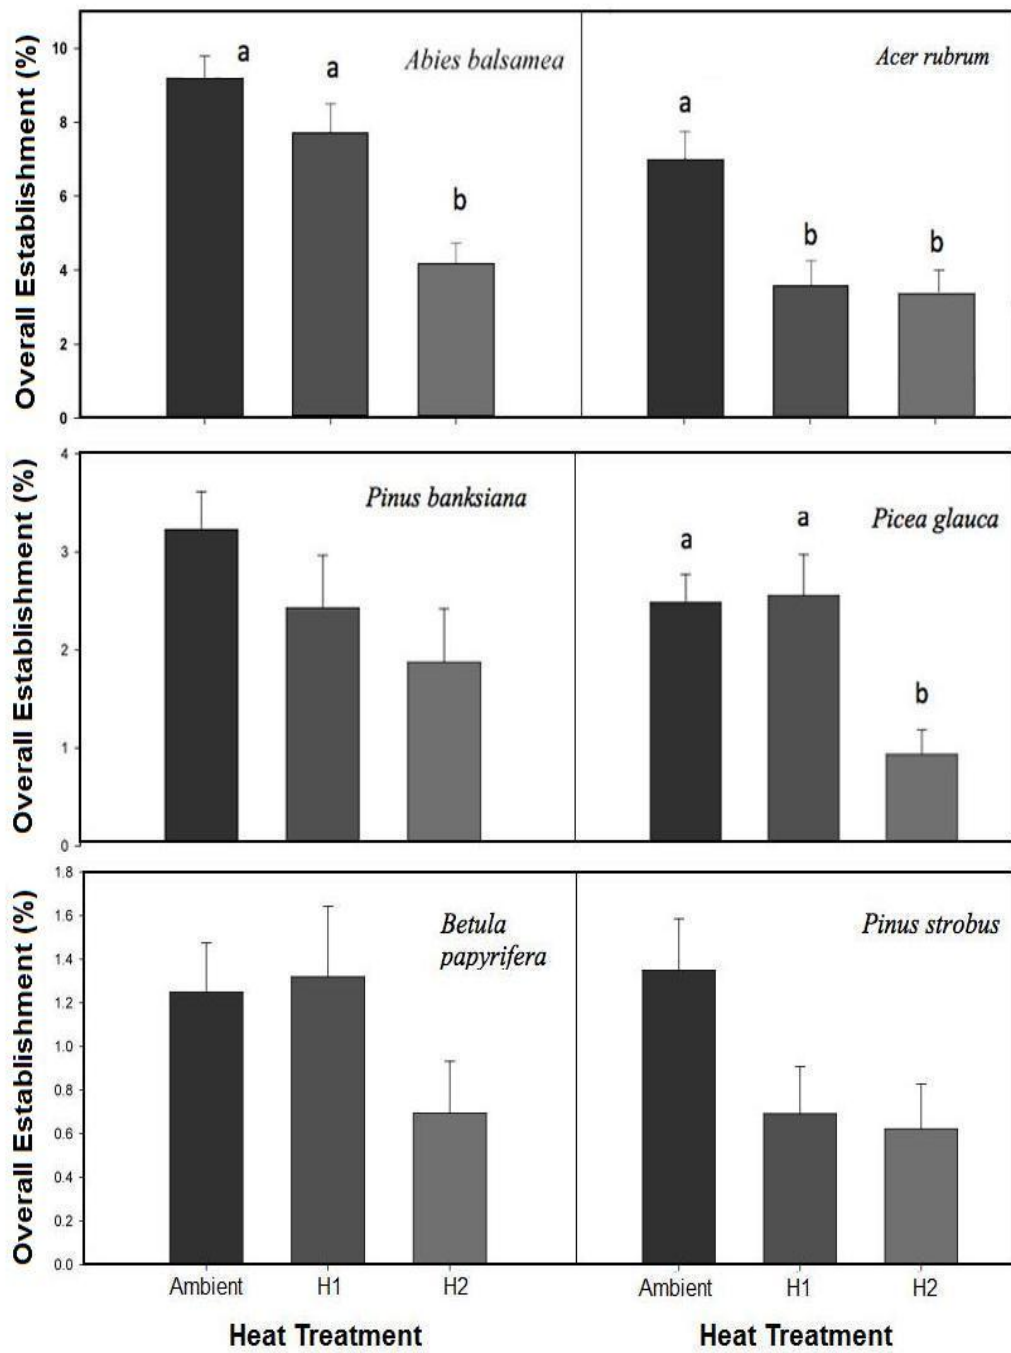 Overall Establishment (%)
10
8
6
4
2
0
a
a
b
Abies balsamea
a
b
b
Acer rubrum
Overall Establishment (%)
4
3
2
1
0
Pinus banksiana
a
a
b
Picea glauca
Overall Establishment (%)
1.8
1.6
1.4
1.2
1.0
0.8
0.6
0.4
0.2
0.0
Betula
papyrifera
Pinus strobus
Ambient H1 H2
Ambient H1 H2
Heat Treatment
Heat Treatment